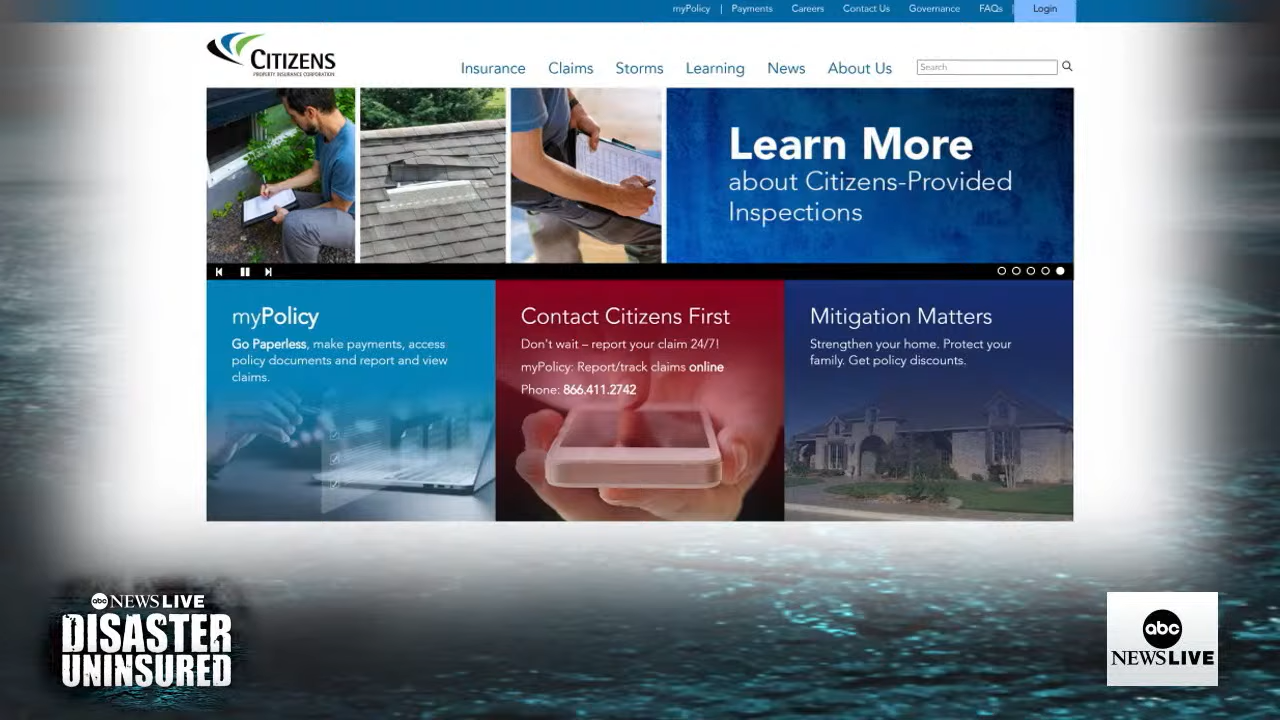 myPolicy | Payments Careers Contact Us Governance FAQs | Login
CITIZENS
PROPERTY INSURANCE CORPORATION
Insurance Claims Storms Learning News About Us Search
Learn More
about Citizens-Provided
Inspections
myPolicy
Go Paperless, make payments, access
policy documents and report and view
claims.
Contact Citizens First
Don't wait – report your claim 24/7!
myPolicy: Report/track claims online
Phone: 866.411.2742
Mitigation Matters
Strengthen your home. Protect your
family. Get policy discounts.
abc NEWS LIVE
DISASTER
UNINSURED
abc
NEWS LIVE